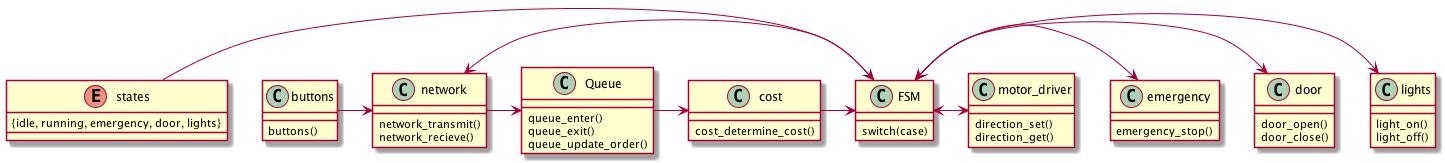 E states
{idle, running, emergency, door, lights}
C buttons
buttons()
C network
network_transmit()
network_recieve()
C Queue
queue_enter()
queue_exit()
queue_update_order()
C cost
cost_determine_cost()
C FSM
switch(case)
C motor_driver
direction_set()
direction_get()
C emergency
emergency_stop()
C door
door_open()
door_close()
C lights
light_on()
light_off()